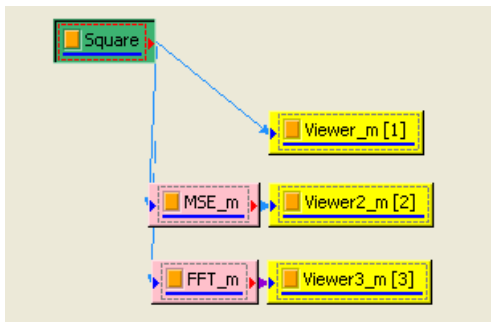 Square
Viewer_m [1]
MSE_m
Viewer2_m [2]
FFT_m
Viewer3_m [3]